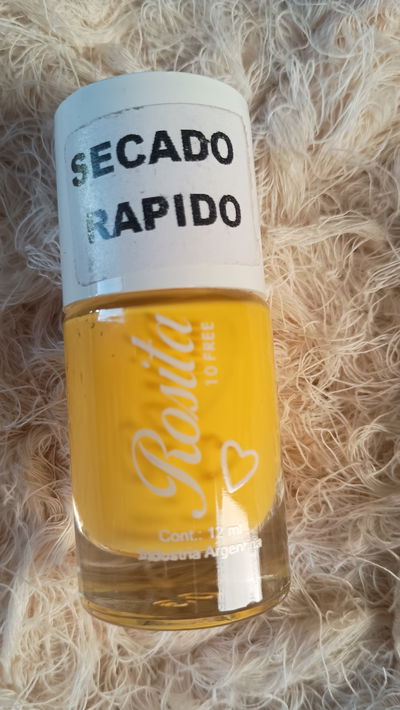 SECADO
RAPIDO
Rosita
10 FREE
Cont.: 12 ml
Industria Argentina